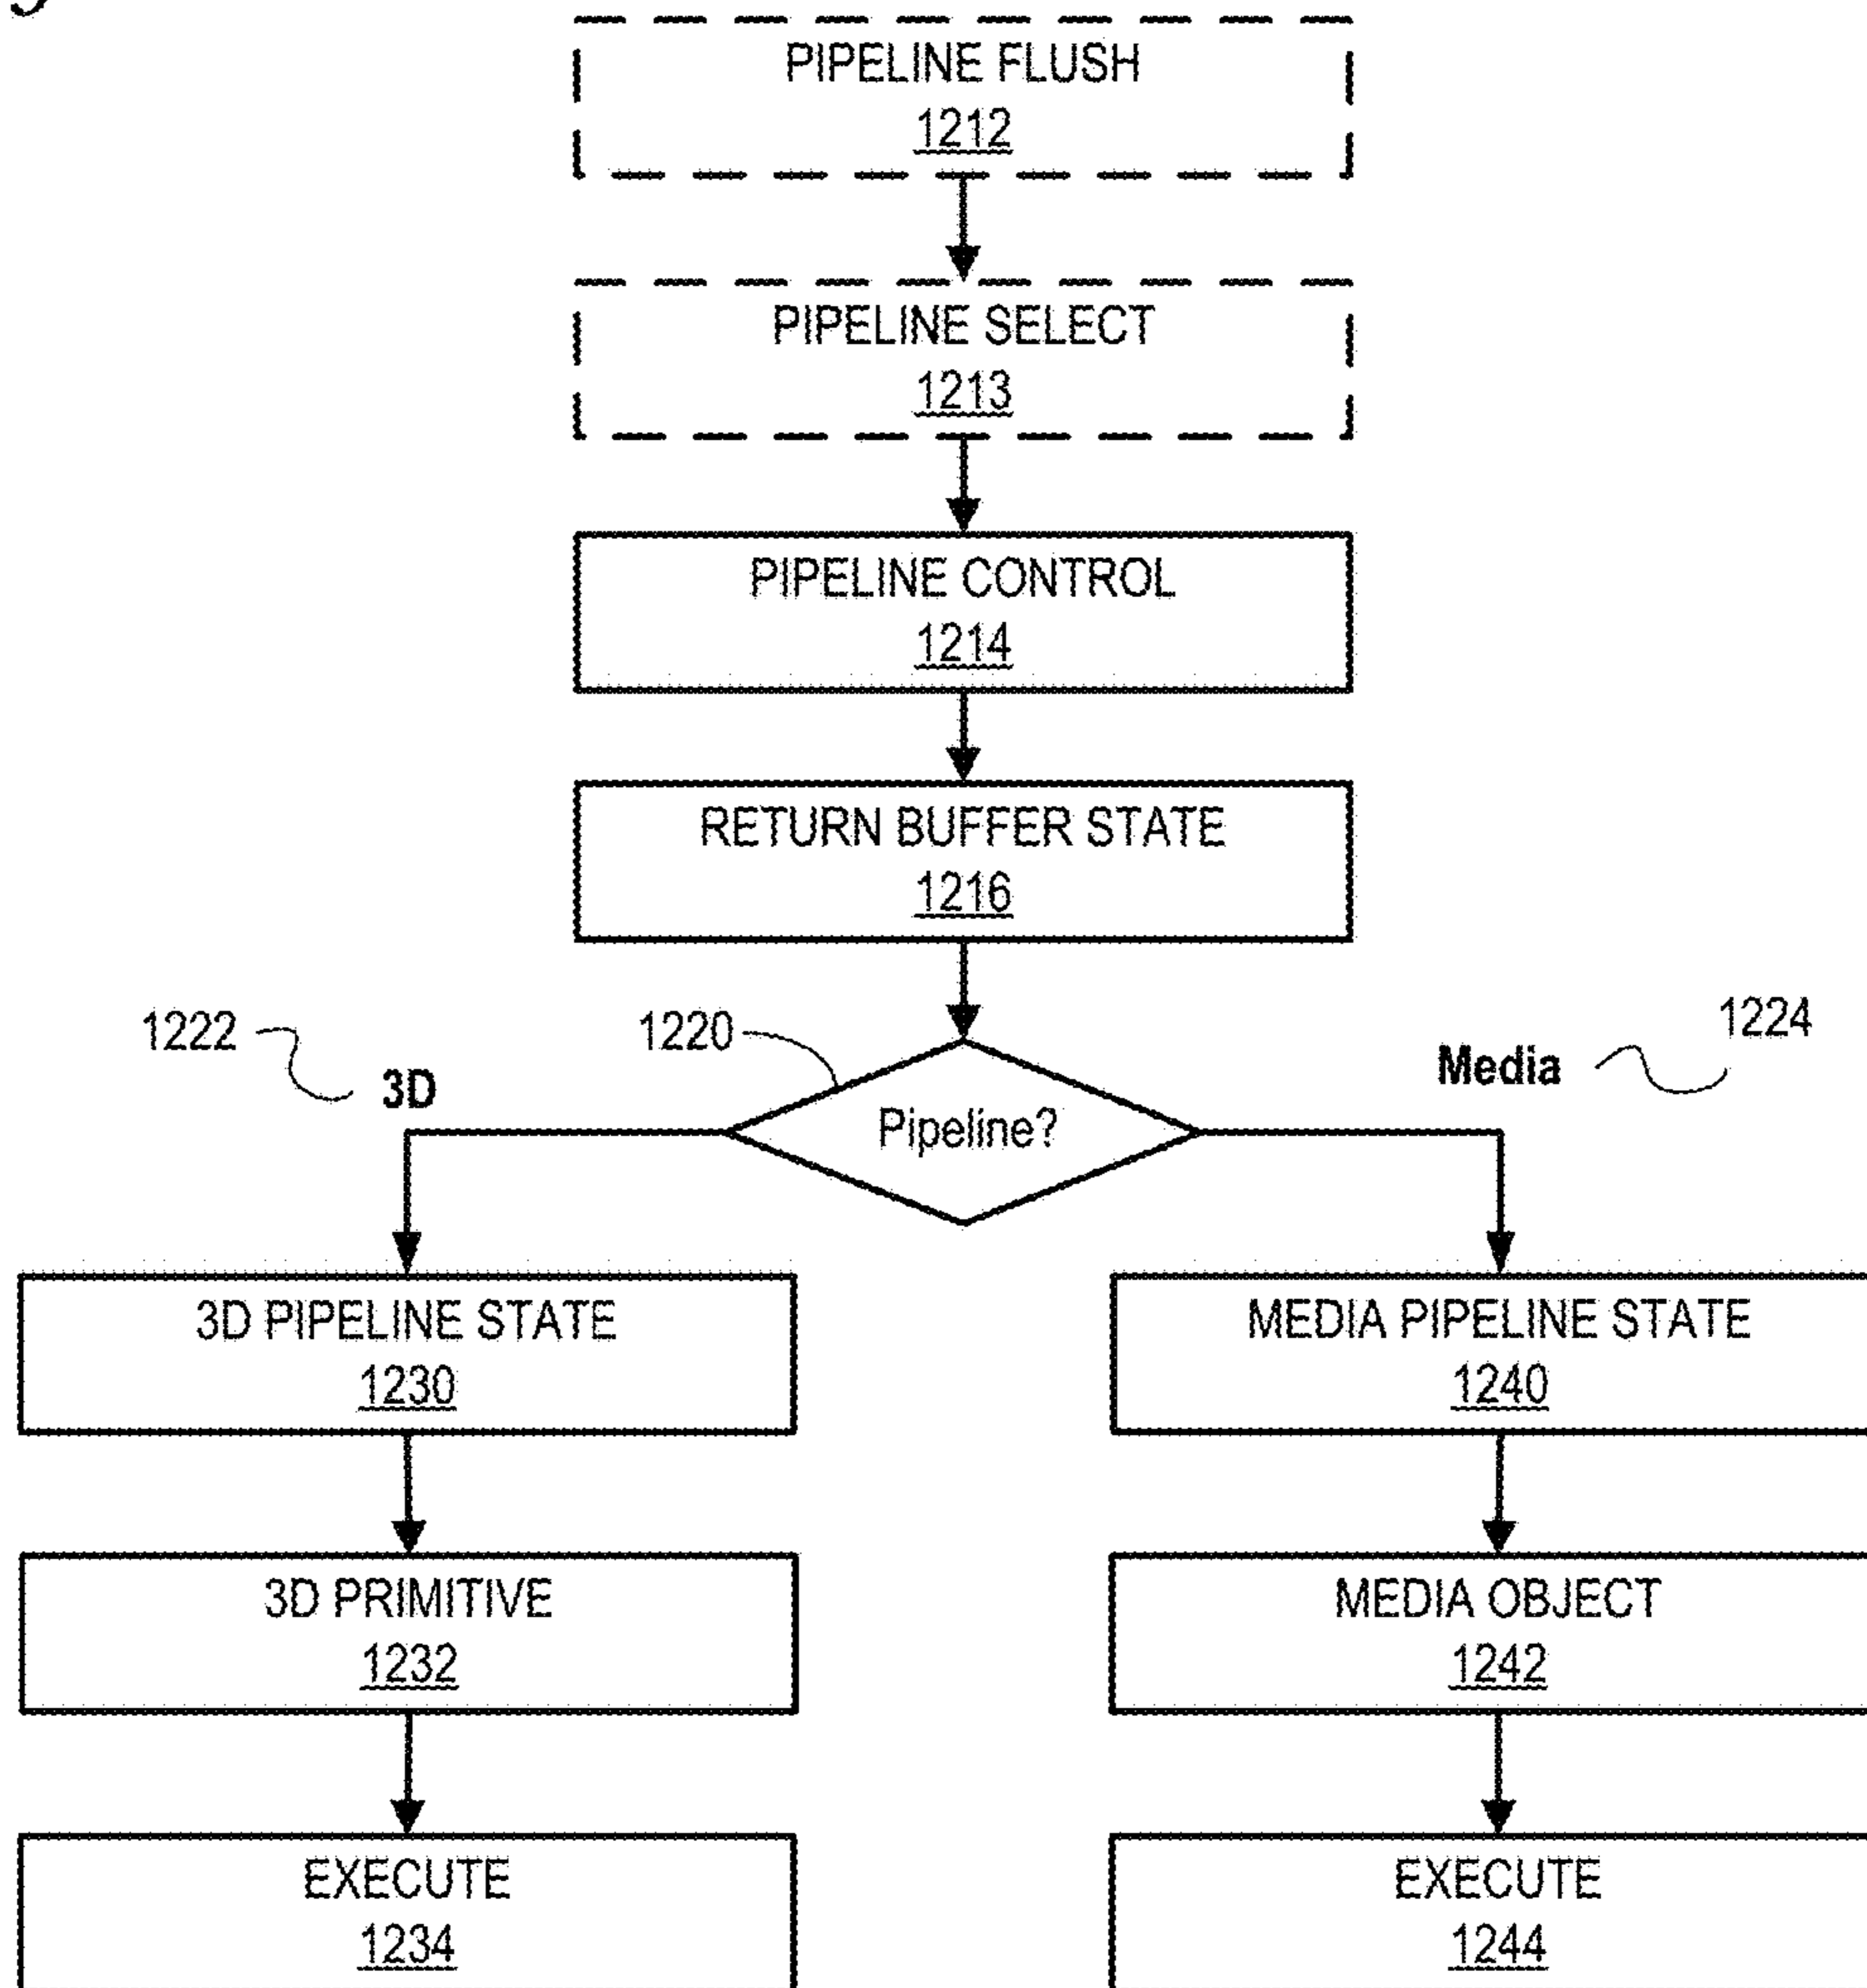 PIPELINE FLUSH
1212
PIPELINE SELECT
1213
PIPELINE CONTROL
1214
RETURN BUFFER STATE
1216
1222
1220
1224
3D
Media
Pipeline?
3D PIPELINE STATE
1230
MEDIA PIPELINE STATE
1240
3D PRIMITIVE
1232
MEDIA OBJECT
1242
EXECUTE
1234
EXECUTE
1244